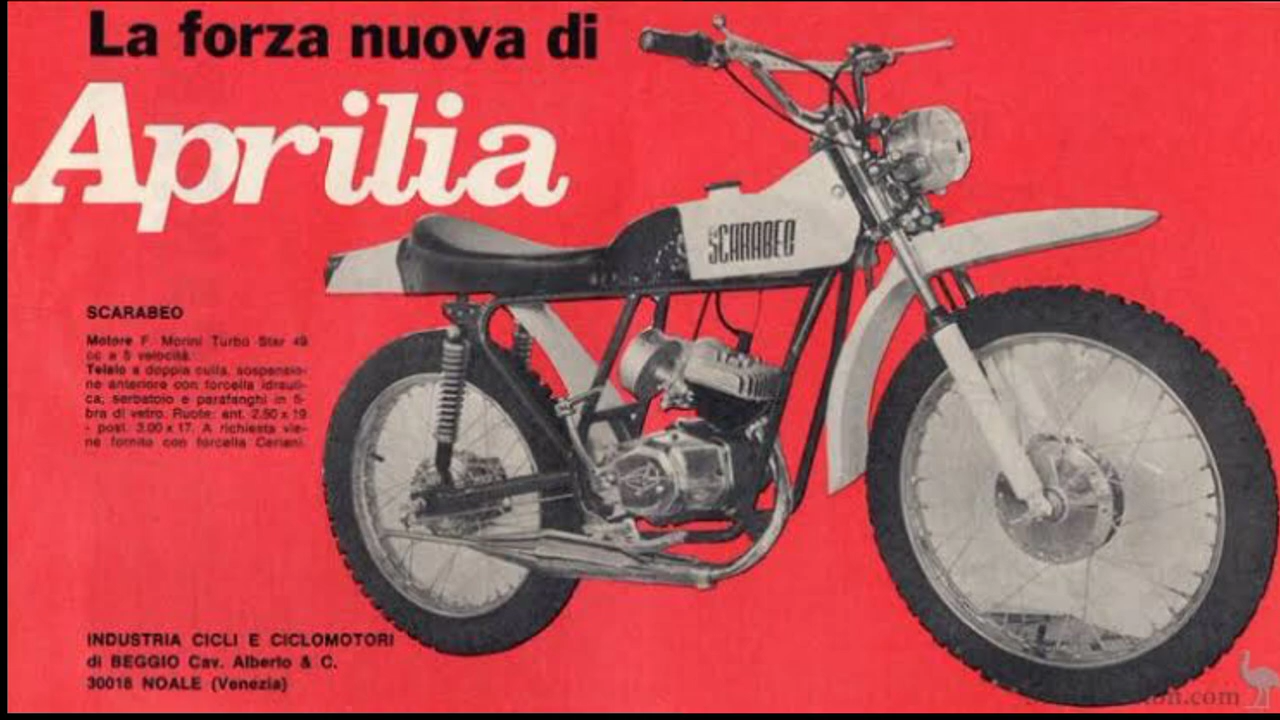 La forza nuova di
Aprilia
SCARABEO
SCARABEO
Motore F. Morini Turbo Star 49
cc a 5 velocità.
Telaio a doppia culla, sospensio-
ne anteriore con forcella idrauli-
ca, serbatoio e parafanghi in fi-
bra di vetro. Ruote: ant. 2.50 x 19
- post. 3.00 x 17. A richiesta vie-
ne fornito con forcella Ceriani.
INDUSTRIA CICLI E CICLOMOTORI
di BEGGIO Cav. Alberto & C.
30018 NOALE (Venezia)